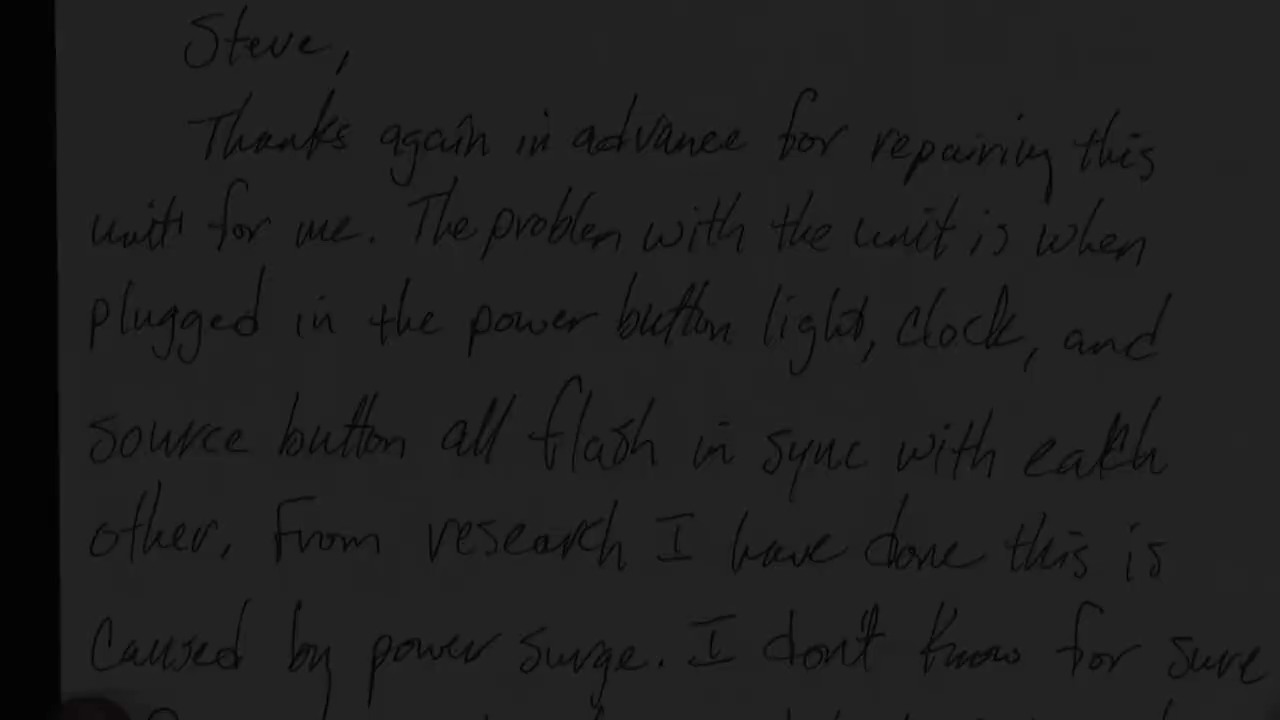 Steve,
Thanks again in advance for repairing this
unit for me. The problem with the unit is when
plugged in the power button light, clock, and
source button all flash in sync with each
other. From research I have done this is
caused by power surge. I don't know for sure